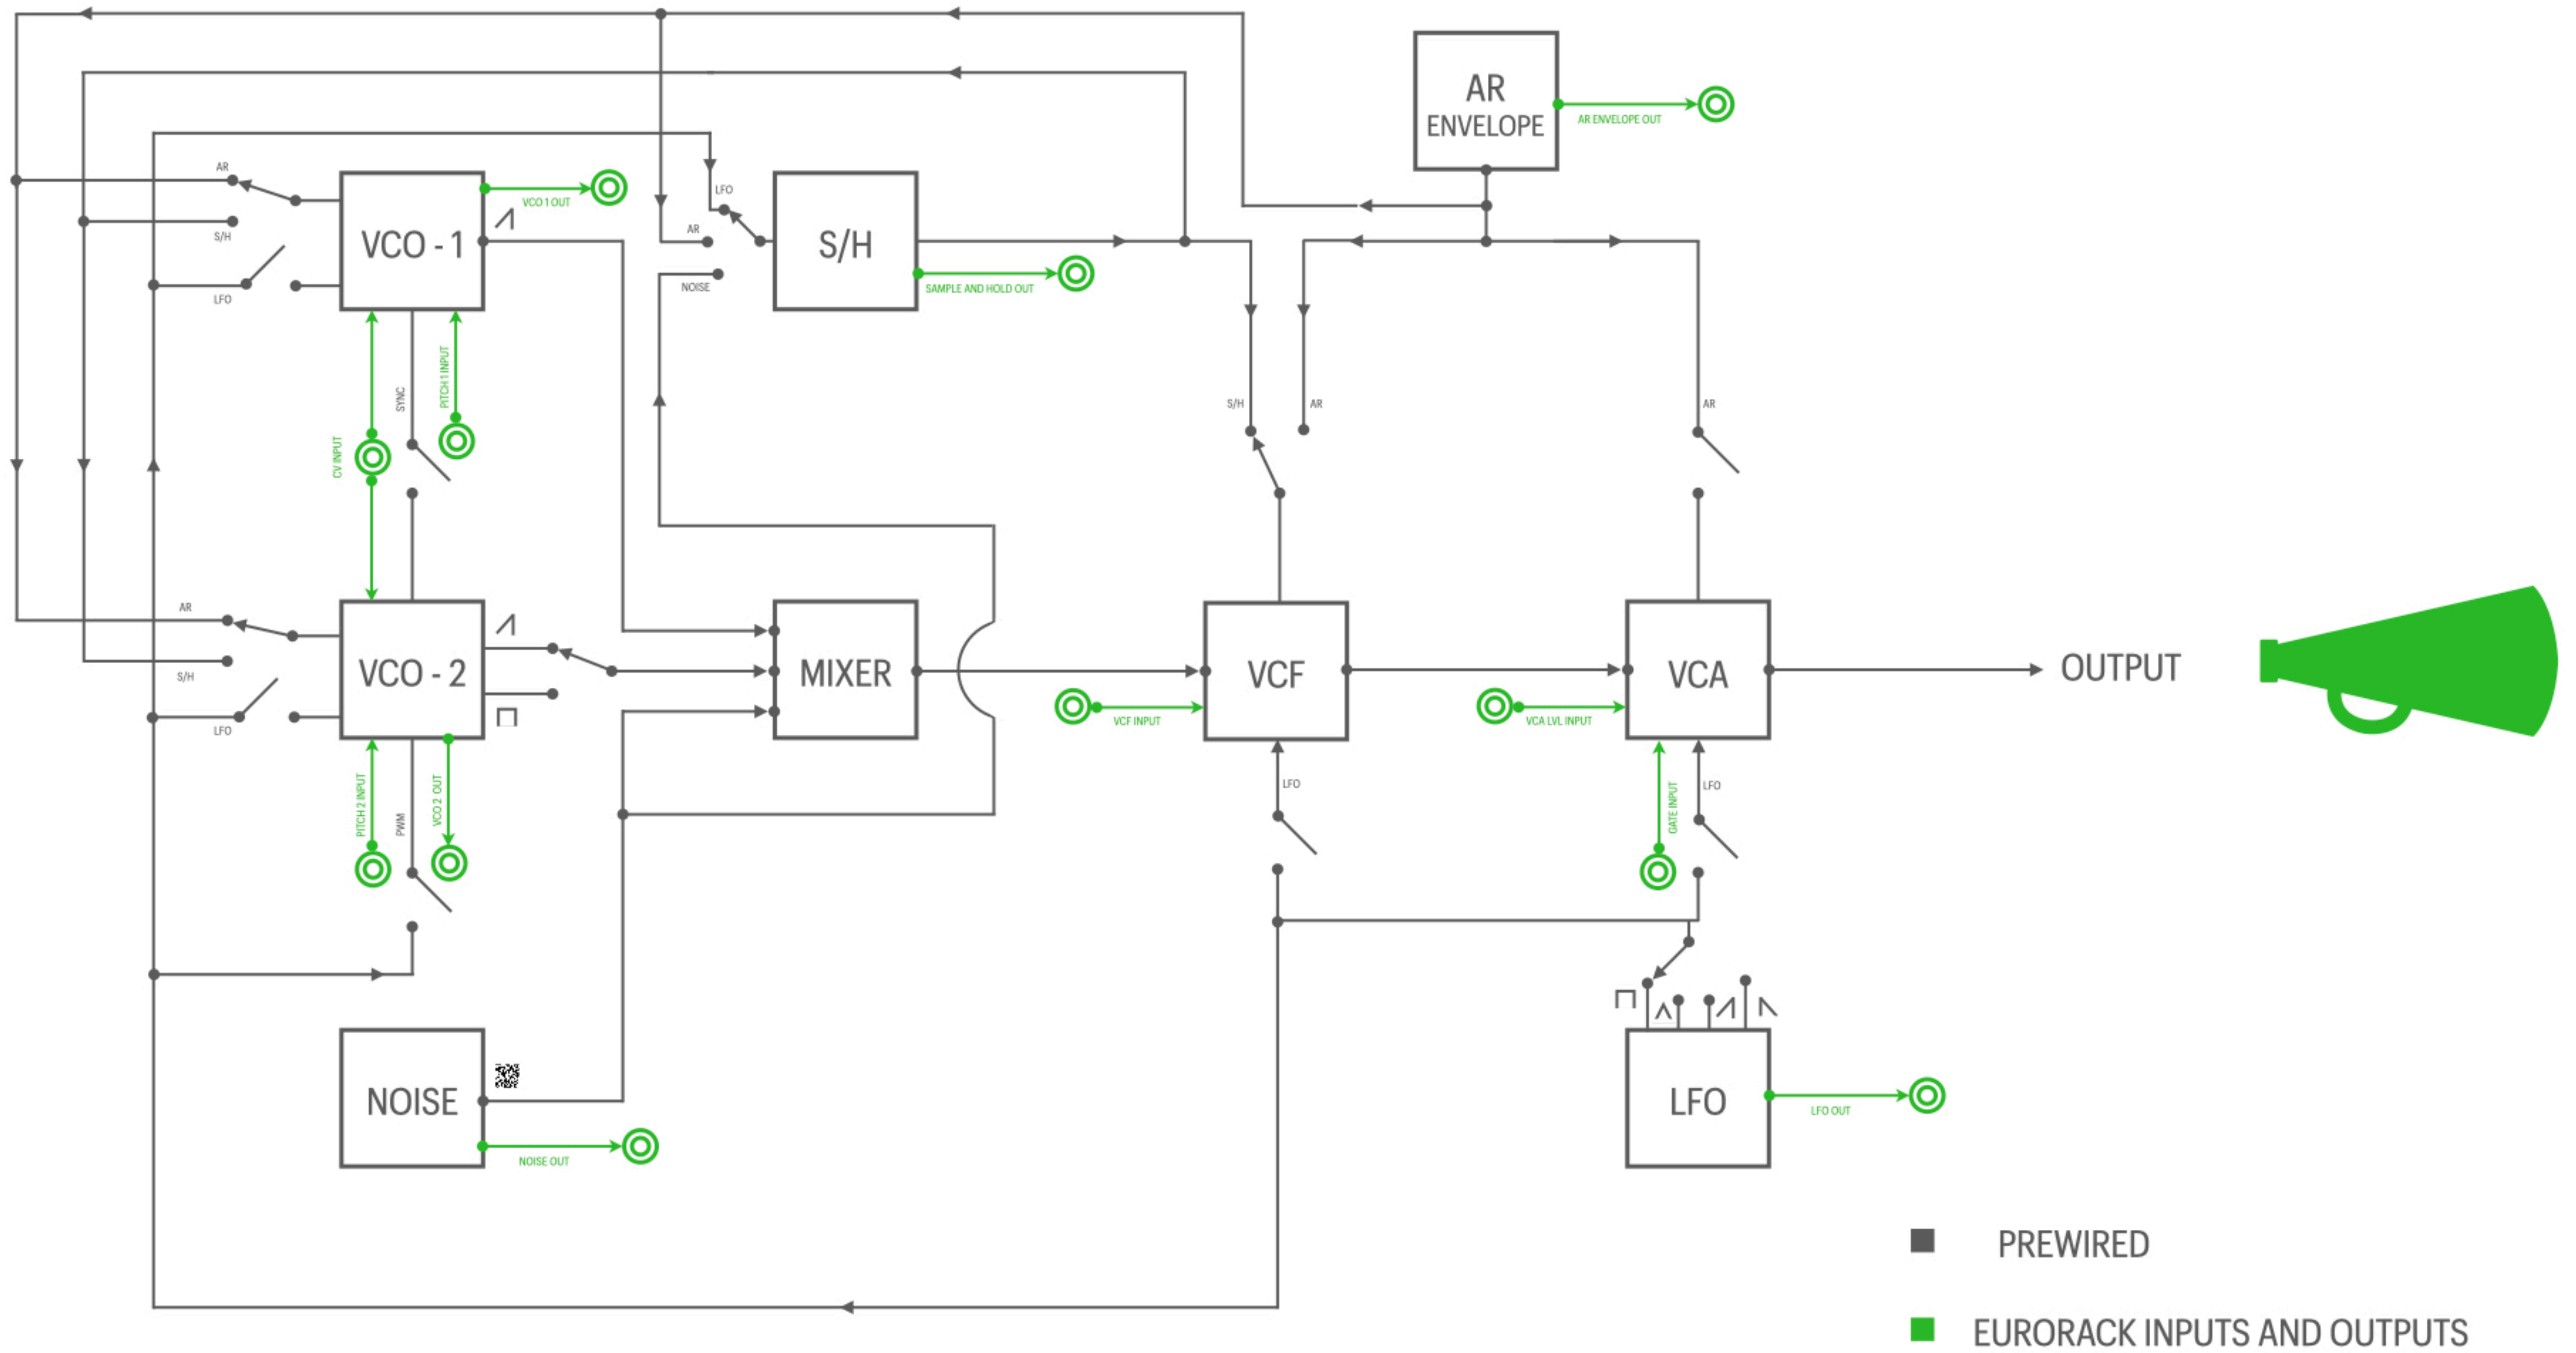 AR
ENVELOPE
AR ENVELOPE OUT
AR
S/H
LFO
VCO - 1
VCO 1 OUT
LFO
AR
NOISE
S/H
SAMPLE AND HOLD OUT
CV INPUT
SYNC
PITCH 1 INPUT
S/H
AR
AR
AR
S/H
LFO
VCO - 2
MIXER
VCF INPUT
VCF
VCA LVL INPUT
VCA
OUTPUT
PITCH 2 INPUT
PWM
VCO 2 OUT
LFO
GATE INPUT
LFO
NOISE
NOISE OUT
LFO
LFO OUT
PREWIRED
EURORACK INPUTS AND OUTPUTS